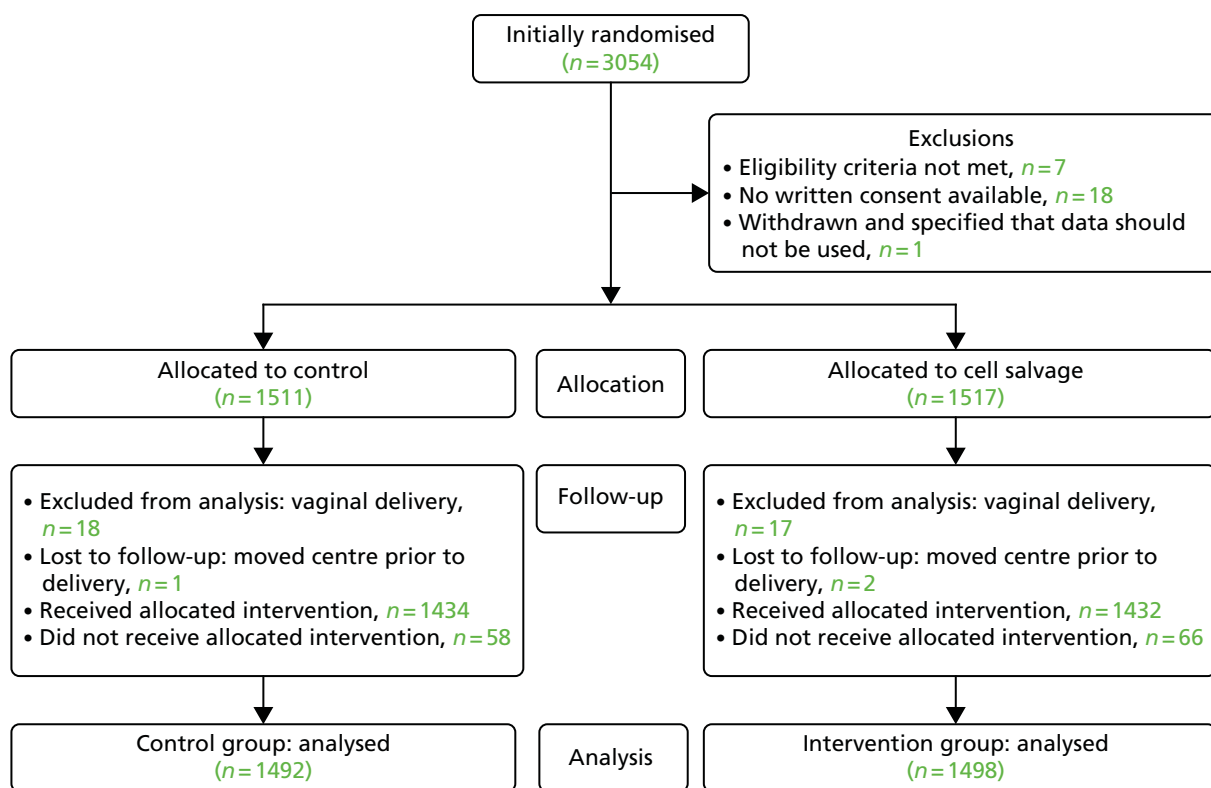 Initially randomised
(n=3054)
Exclusions
• Eligibility criteria not met, n=7
• No written consent available, n=18
• Withdrawn and specified that data should
not be used, n=1
Allocated to control
(n=1511)
Allocation
Allocated to cell salvage
(n=1517)
• Excluded from analysis: vaginal delivery,
n=18
• Lost to follow-up: moved centre prior to
delivery, n=1
• Received allocated intervention, n=1434
• Did not receive allocated intervention, n=58
Follow-up
• Excluded from analysis: vaginal delivery,
n=17
• Lost to follow-up: moved centre prior to
delivery, n=2
• Received allocated intervention, n=1432
• Did not receive allocated intervention, n=66
Control group: analysed
(n=1492)
Analysis
Intervention group: analysed
(n=1498)